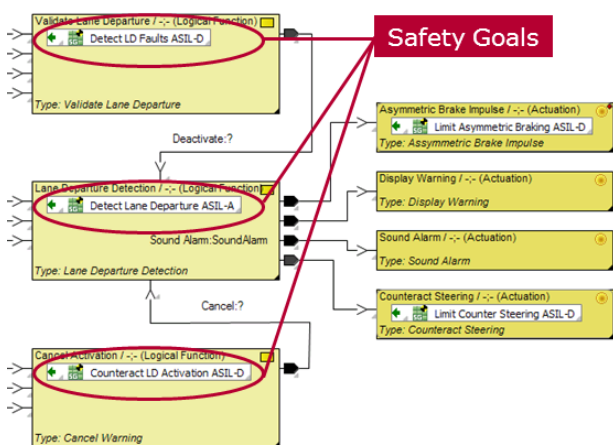 Validate Lane Departure / -;- (Logical Function)
Detect LD Faults ASIL-D
Type: Validate Lane Departure
Safety Goals
Deactivate:?
Asymmetric Brake Impulse / -;- (Actuation)
Limit Asymmetric Braking ASIL-D
Type: Assymmetric Brake Impulse
Lane Departure Detection / -;- (Logical Function)
Detect Lane Departure ASIL-A
Sound Alarm:SoundAlarm
Type: Lane Departure Detection
Display Warning / -;- (Actuation)
Type: Display Warning
Sound Alarm / -;- (Actuation)
Type: Sound Alarm
Cancel:?
Counteract Steering / -;- (Actuation)
Limit Counter Steering ASIL-D
Type: Counteract Steering
Cancel Activation / -;- (Logical Function)
Counteract LD Activation ASIL-D
Type: Cancel Warning